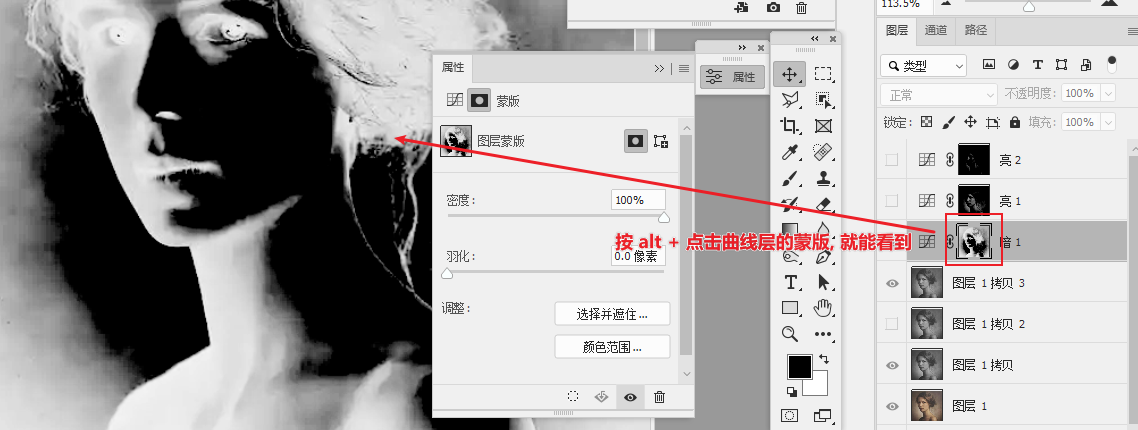 113.5%
图层 通道 路径
类型
正常 不透明度: 100%
锁定: 填充: 100%
亮 2
亮 1
暗 1
图层 1 拷贝 3
图层 1 拷贝 2
图层 1 拷贝
图层 1
属性
蒙版
图层蒙版
密度: 100%
羽化: 0.0 像素
调整:
选择并遮住 ...
颜色范围 ...
属性
按 alt + 点击曲线层的蒙版, 就能看到